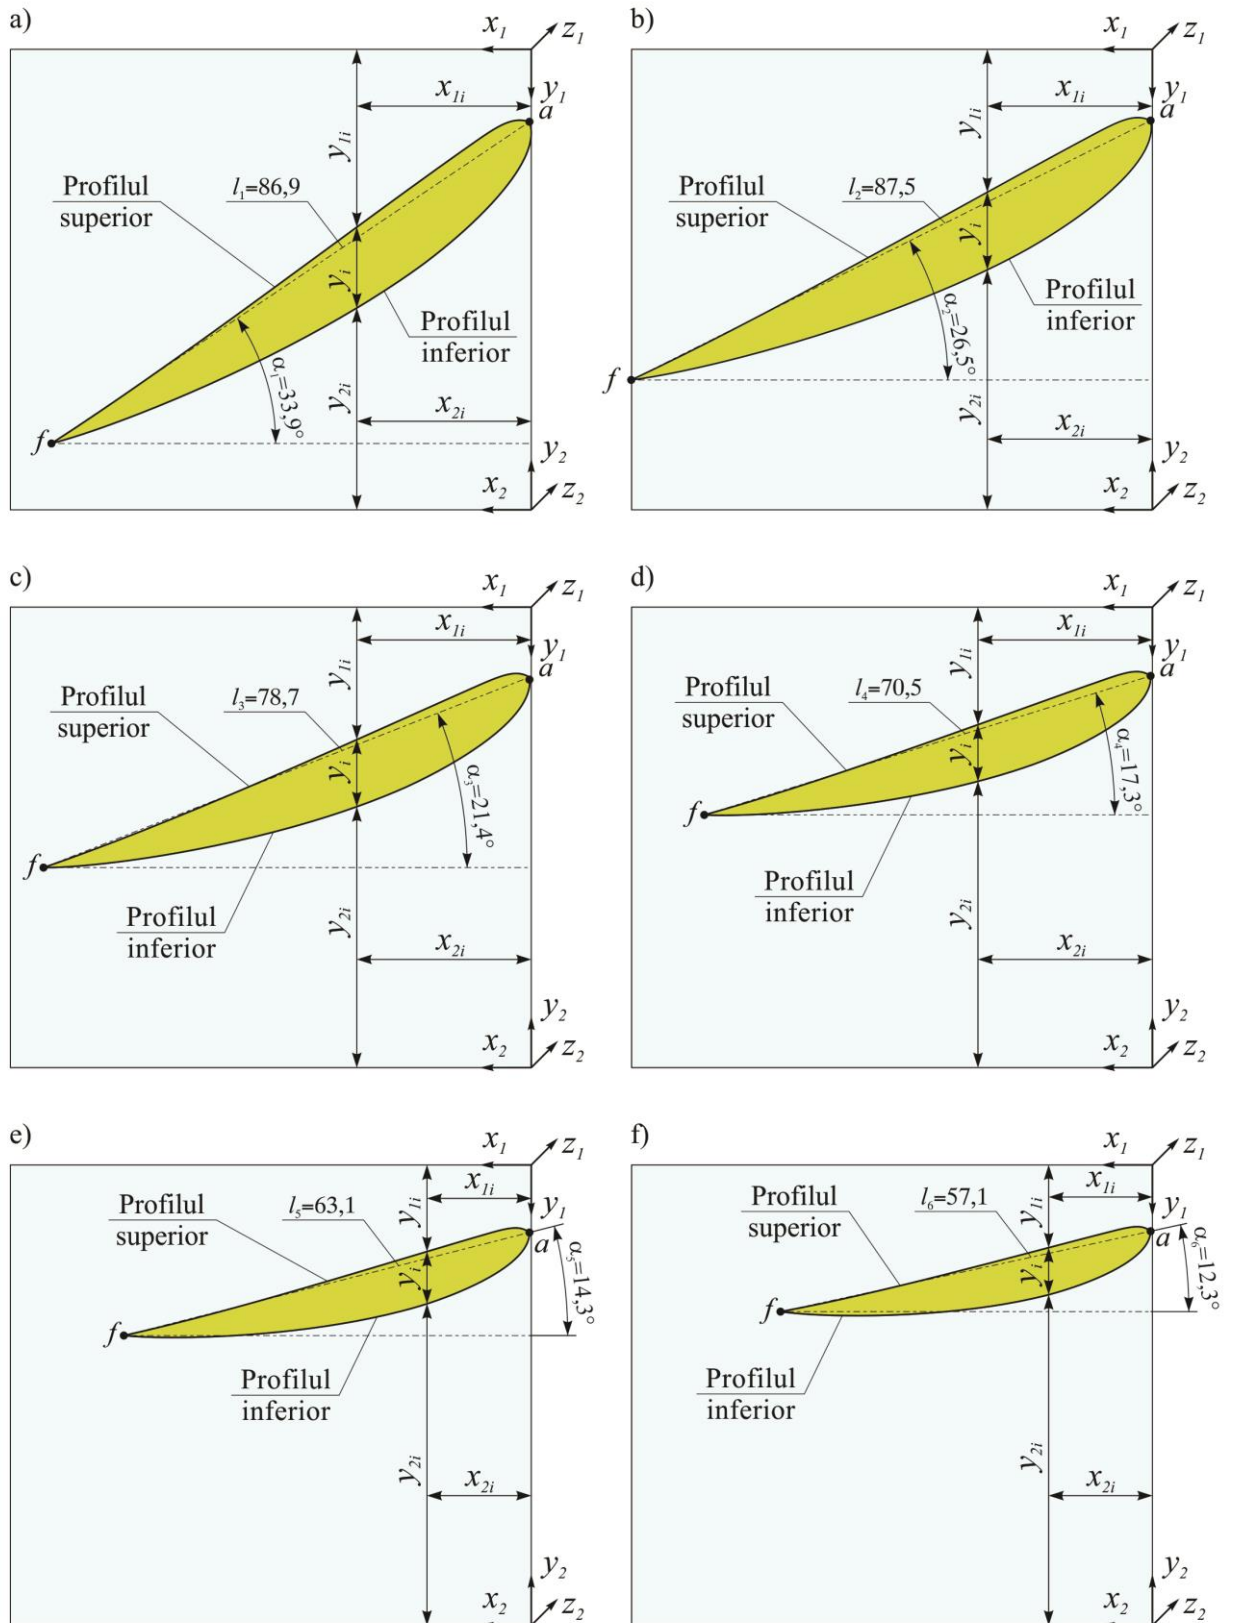 a)
x₁
z₁
x₁ᵢ
y₁
a
y₁ᵢ
Profilul
superior
l₁=86,9
yᵢ
Profilul
inferior
α₁=33,9°
y₂ᵢ
x₂ᵢ
f
y₂
x₂
z₂
b)
x₁
z₁
x₁ᵢ
y₁
a
y₁ᵢ
Profilul
superior
l₂=87,5
yᵢ
Profilul
inferior
α₂=26,5°
f
y₂ᵢ
x₂ᵢ
y₂
x₂
z₂
c)
x₁
z₁
x₁ᵢ
y₁
a
y₁ᵢ
Profilul
superior
l₃=78,7
yᵢ
α₃=21,4°
f
Profilul
inferior
y₂ᵢ
x₂ᵢ
y₂
x₂
z₂
d)
x₁
z₁
x₁ᵢ
y₁
a
y₁ᵢ
Profilul
superior
l₄=70,5
yᵢ
α₄=17,3°
f
Profilul
inferior
y₂ᵢ
x₂ᵢ
y₂
x₂
z₂
e)
x₁
z₁
x₁ᵢ
y₁
a
y₁ᵢ
Profilul
superior
l₅=63,1
yᵢ
α₅=14,3°
f
Profilul
inferior
y₂ᵢ
x₂ᵢ
y₂
x₂
z₂
f)
x₁
z₁
x₁ᵢ
y₁
a
y₁ᵢ
Profilul
superior
l₆=57,1
yᵢ
α₆=12,3°
f
Profilul
inferior
y₂ᵢ
x₂ᵢ
y₂
x₂
z₂